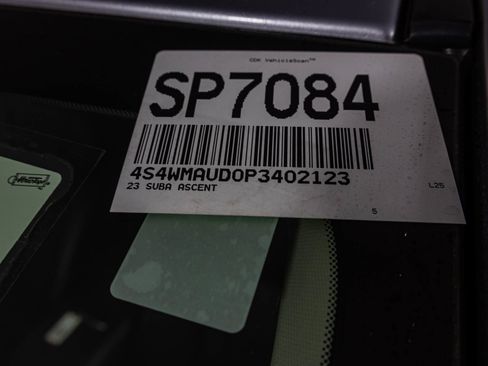 CDK VehicleScan™
SP7084
4S4WMAUD0P3402123
23 SUBA ASCENT
L25
5